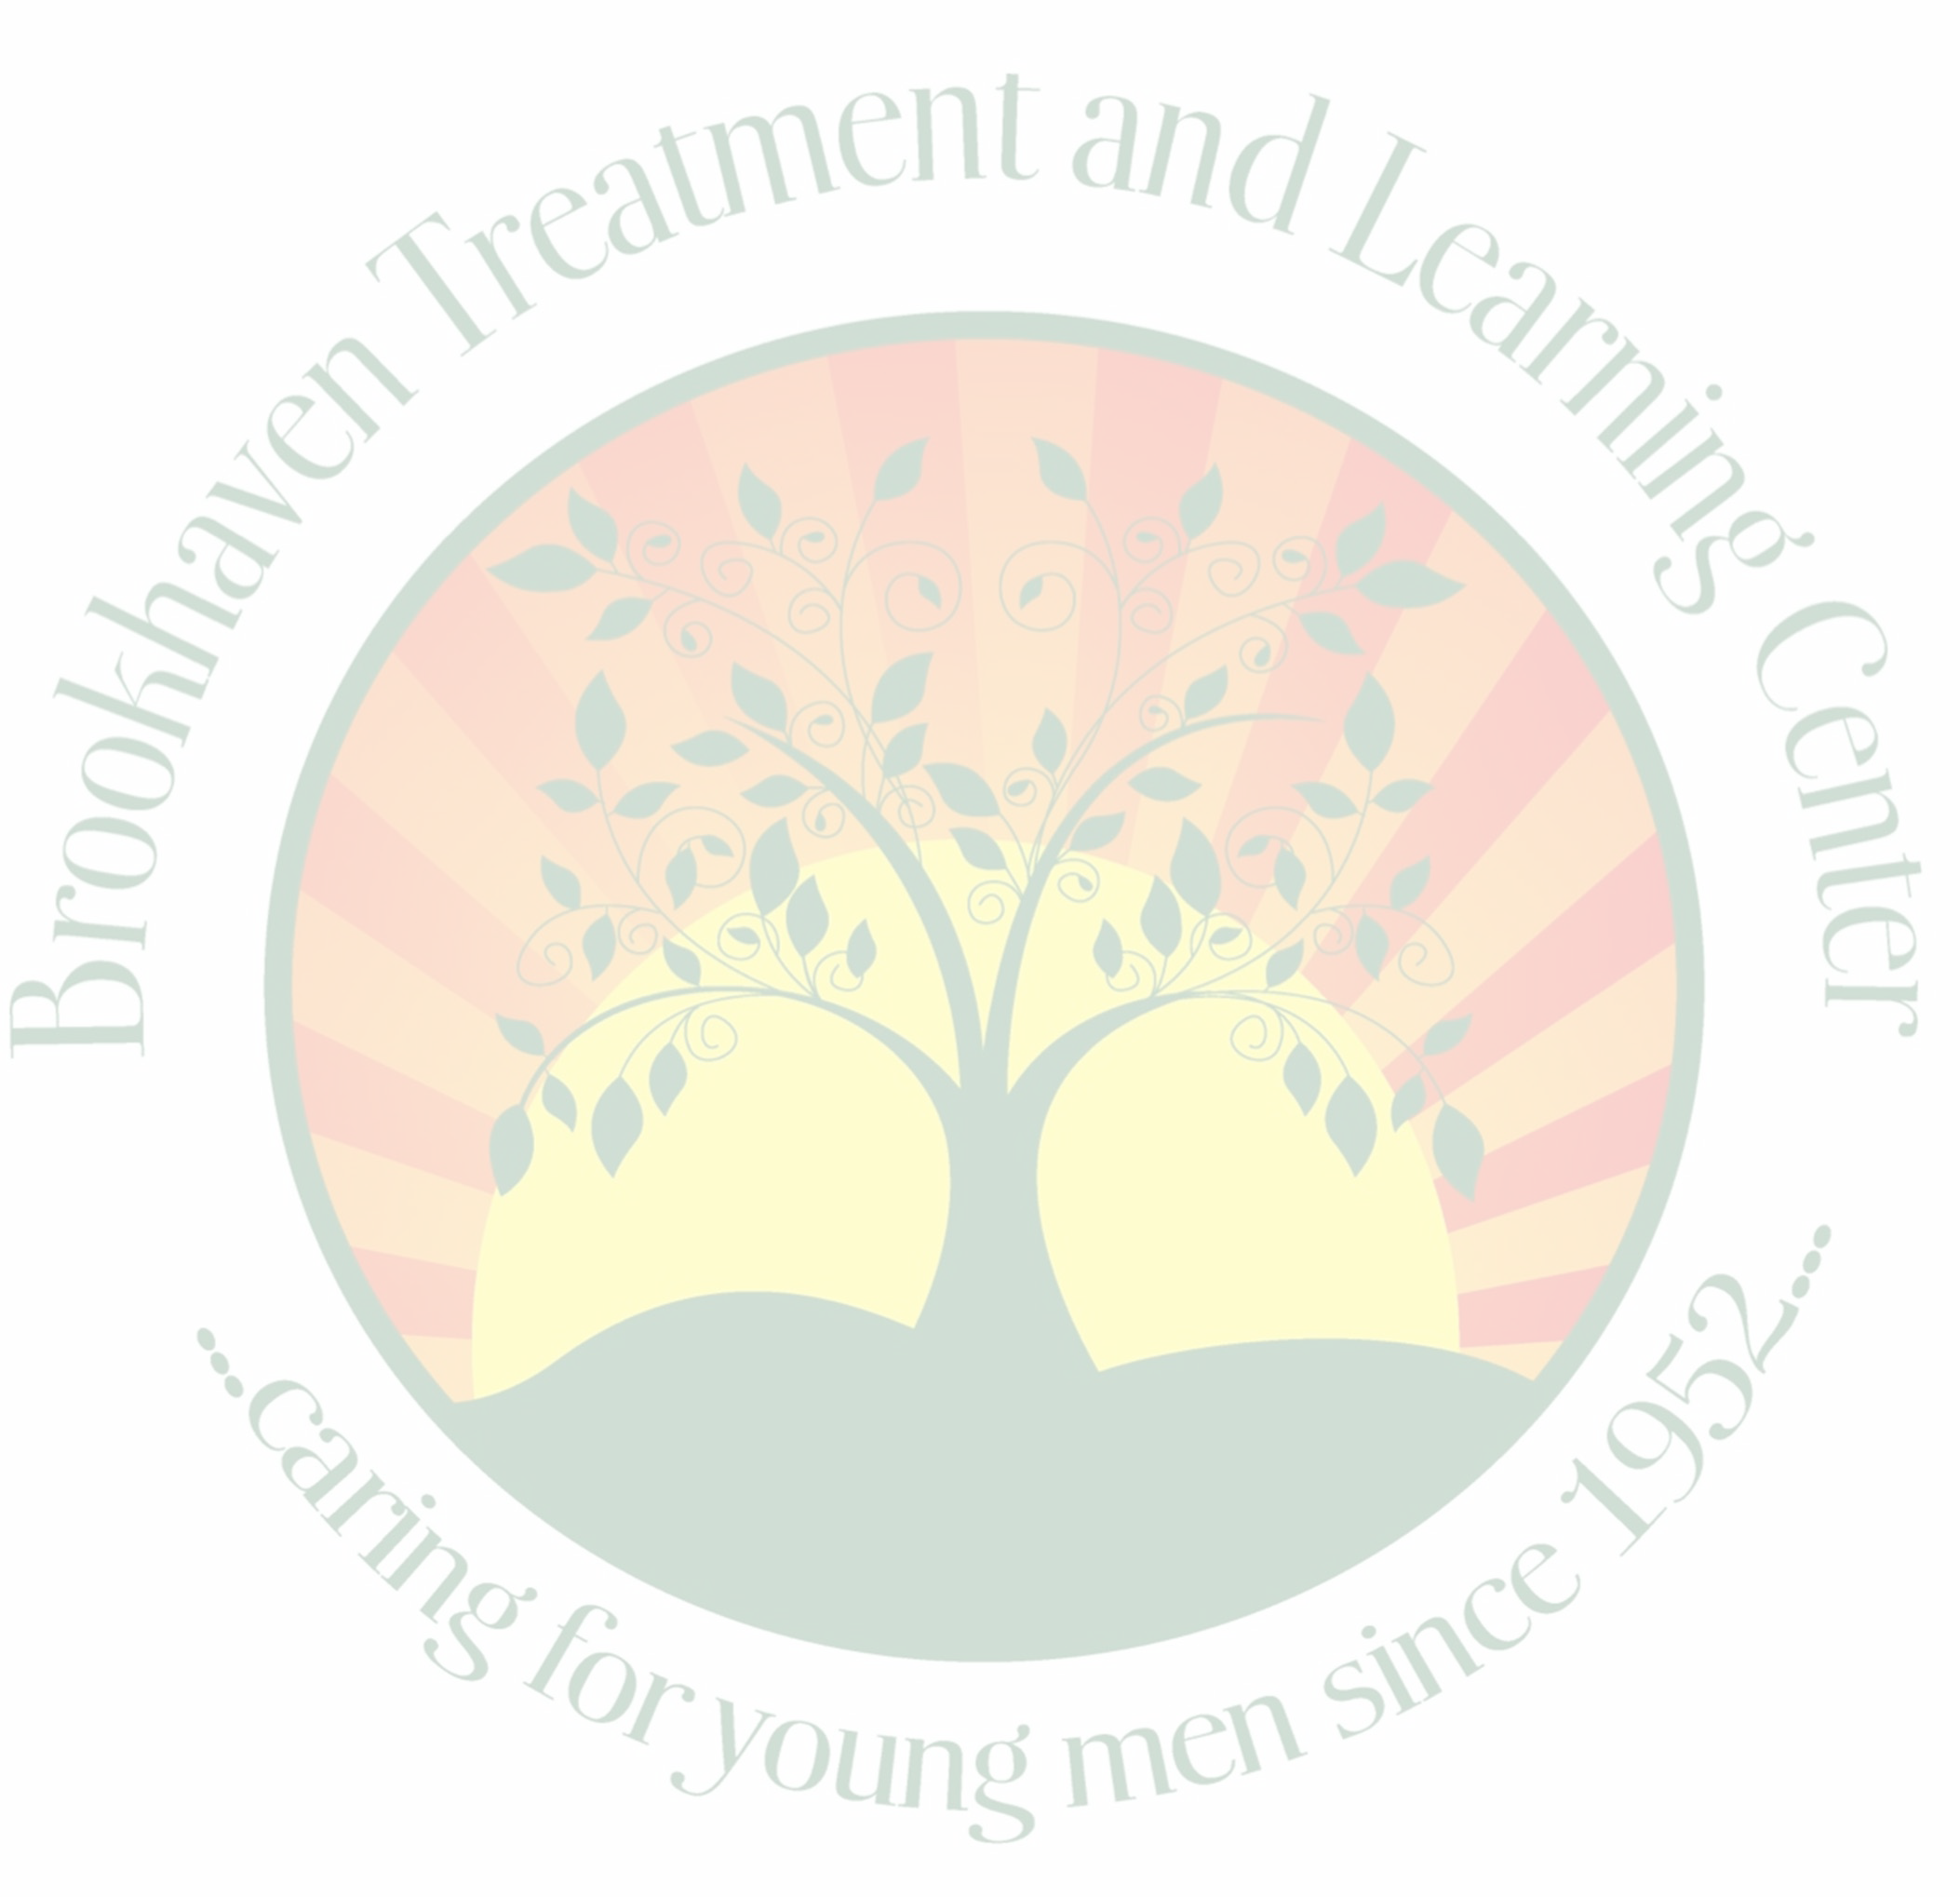 Brookhaven Treatment and Learning Center
...caring for young men since 1952...